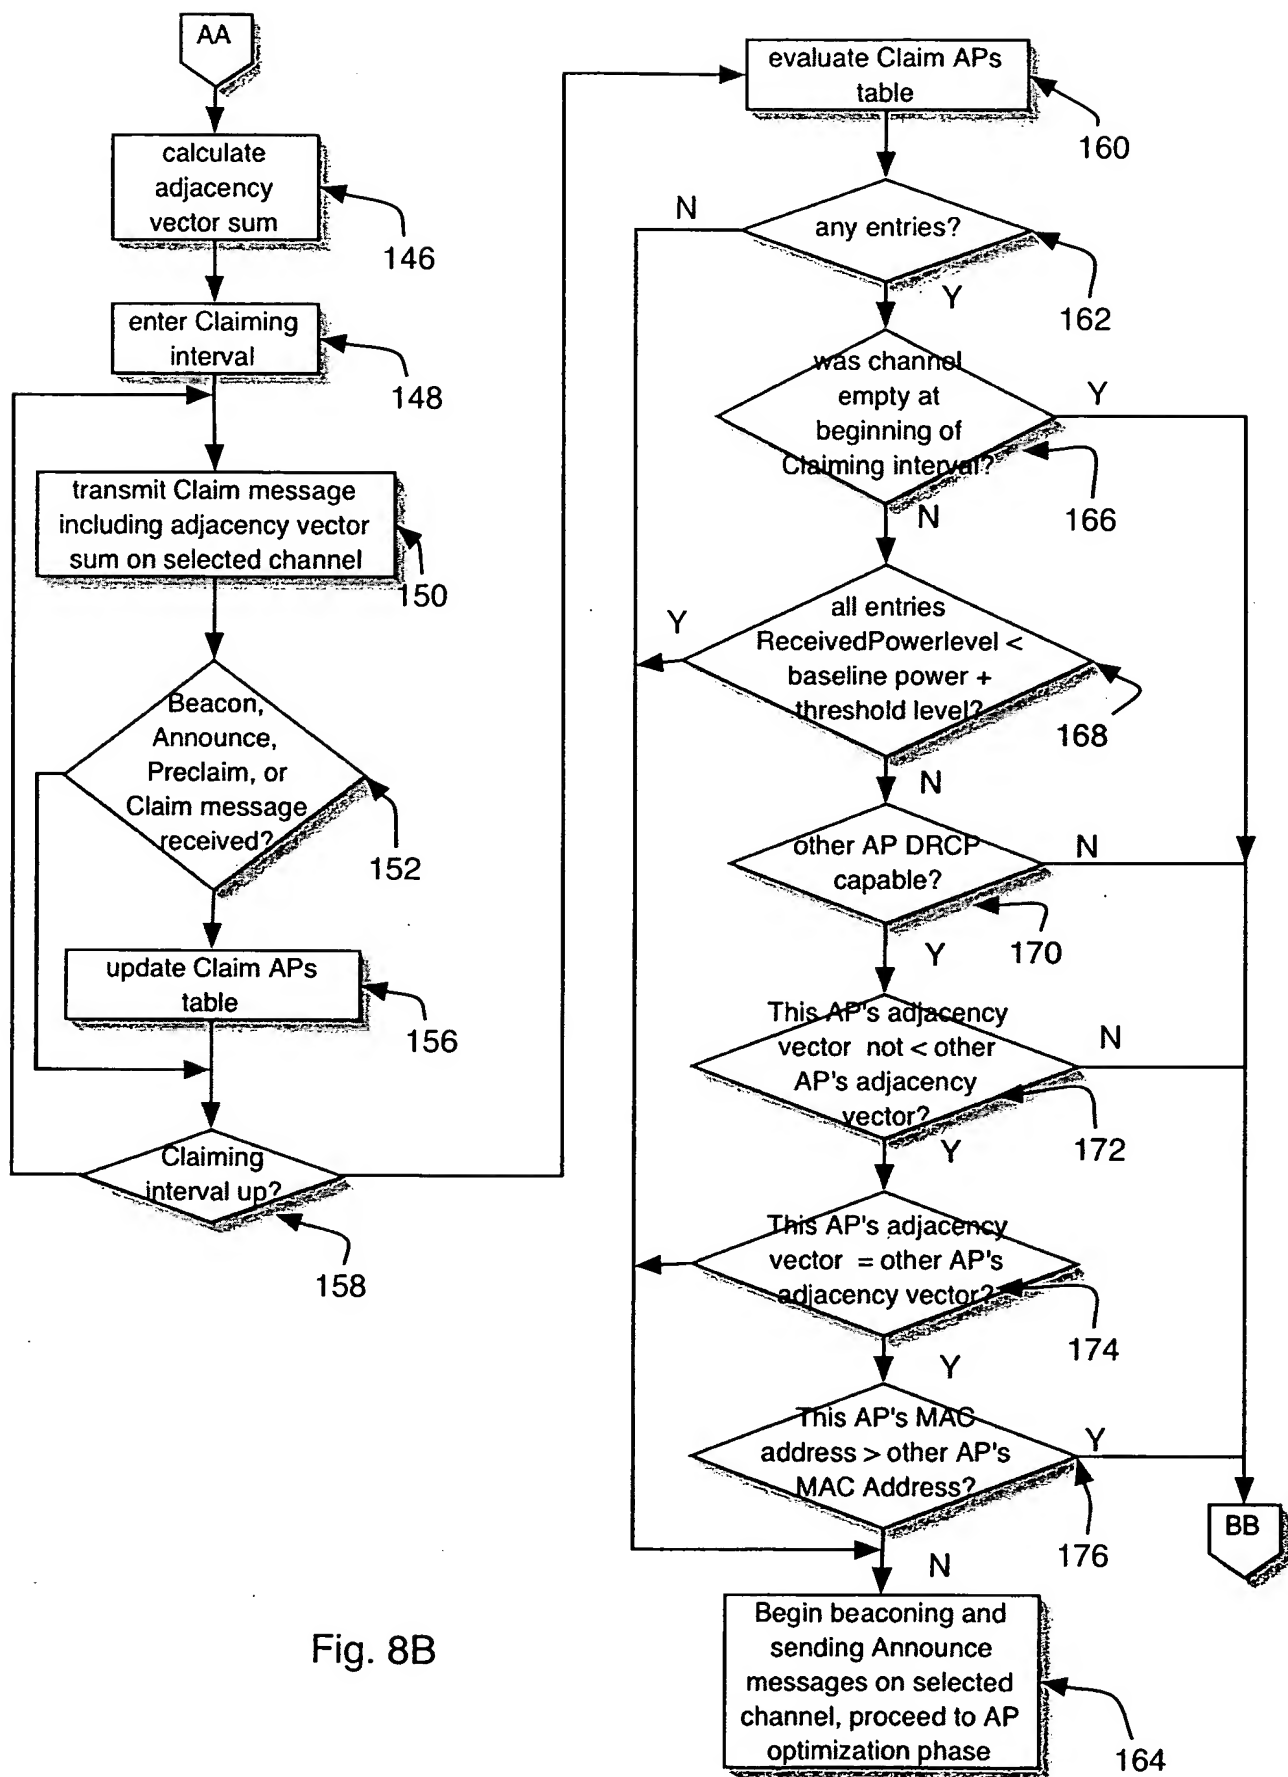 AA
calculate
adjacency
vector sum
146
enter Claiming
interval
148
transmit Claim message
including adjacency vector
sum on selected channel
150
Beacon,
Announce,
Preclaim, or
Claim message
received?
152
update Claim APs
table
156
Claiming
interval up?
158
evaluate Claim APs
table
160
N
any entries?
Y
162
was channel
empty at
beginning of
Claiming interval?
Y
N
166
all entries
ReceivedPowerlevel <
baseline power +
threshold level?
Y
168
N
other AP DRCP
capable?
N
170
Y
This AP's adjacency
vector not < other
AP's adjacency
vector?
N
172
Y
This AP's adjacency
vector = other AP's
adjacency vector?
174
Y
This AP's MAC
address > other AP's
MAC Address?
Y
176
BB
N
Begin beaconing and
sending Announce
messages on selected
channel, proceed to AP
optimization phase
164
Fig. 8B